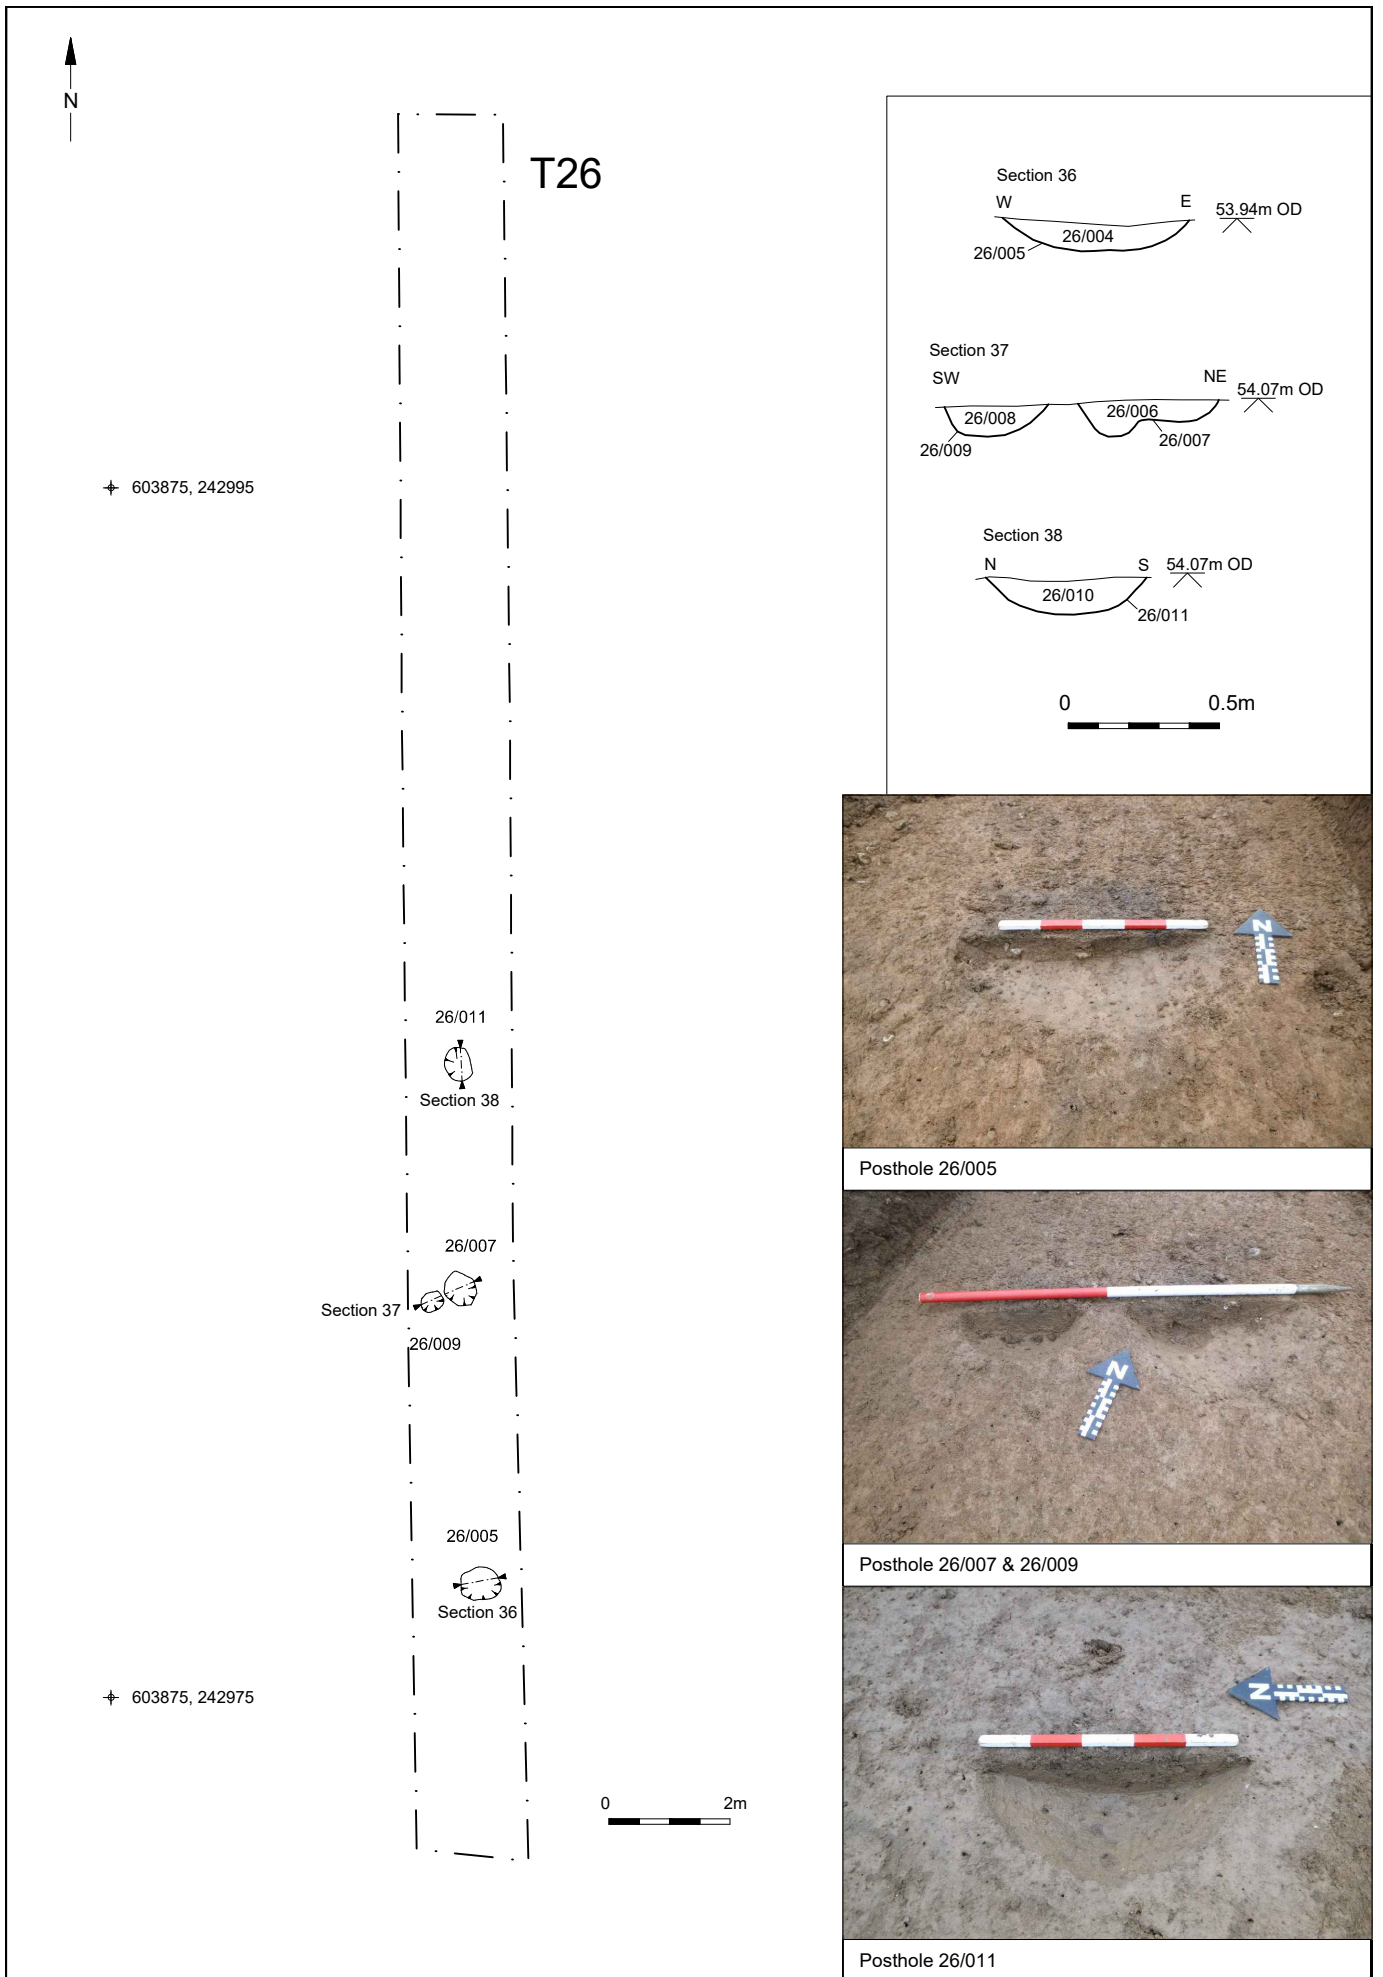 N
T26
603875, 242995
26/011
Section 38
26/007
Section 37
26/009
26/005
Section 36
603875, 242975
0 2m
Section 36
W E 53.94m OD
26/004
26/005
Section 37
SW NE 54.07m OD
26/008 26/006
26/009 26/007
Section 38
N S 54.07m OD
26/010
26/011
0 0.5m
N
Posthole 26/005
N
Posthole 26/007 & 26/009
N
Posthole 26/011